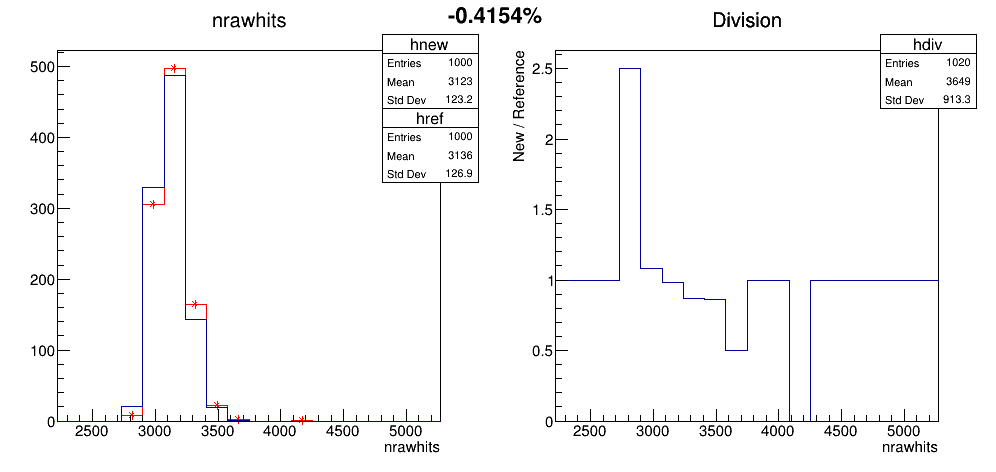 -0.4154%
nrawhits
hnew
Entries 1000
Mean 3123
Std Dev 123.2
href
Entries 1000
Mean 3136
Std Dev 126.9
500
400
300
200
100
0
2500 3000 3500 4000 4500 5000
nrawhits
Division
hdiv
Entries 1020
Mean 3649
Std Dev 913.3
New / Reference
2.5
2
1.5
1
0.5
0
2500 3000 3500 4000 4500 5000
nrawhits